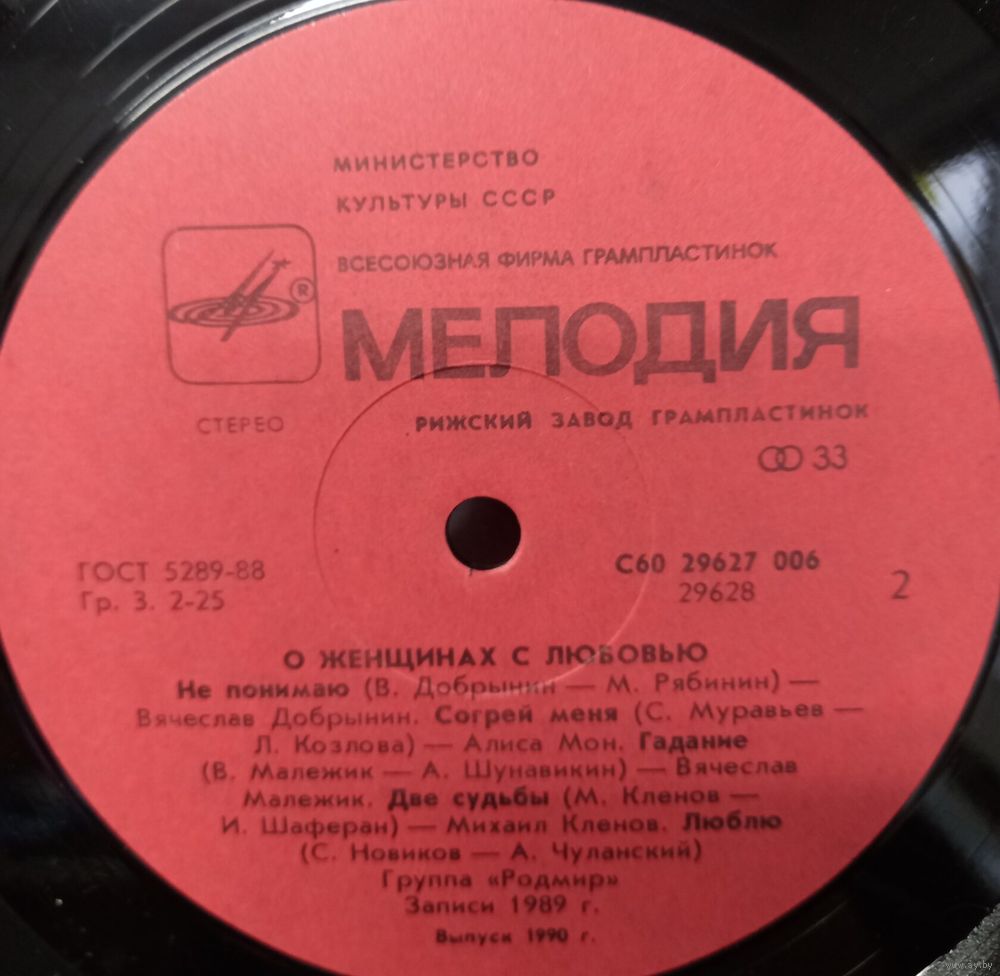 МИНИСТЕРСТВО
КУЛЬТУРЫ СССР
ВСЕСОЮЗНАЯ ФИРМА ГРАМПЛАСТИНОК
®
МЕЛОДИЯ
СТЕРЕО
РИЖСКИЙ ЗАВОД ГРАМПЛАСТИНОК
33
ГОСТ 5289-88
Гр. 3. 2-25
С60 29627 006
29628
2
О ЖЕНЩИНАХ С ЛЮБОВЬЮ
Не понимаю (В. Добрынин — М. Рябинин) —
Вячеслав Добрынин. Согрей меня (С. Муравьев —
Л. Козлова) — Алиса Мон. Гадание
(В. Малежик — А. Шунавикин) — Вячеслав
Малежик. Две судьбы (М. Кленов —
И. Шаферан) — Михаил Кленов. Люблю
(С. Новиков — А. Чуланский)
Группа «Родмир»
Записи 1989 г.
Выпуск 1990 г.
www.ay.by